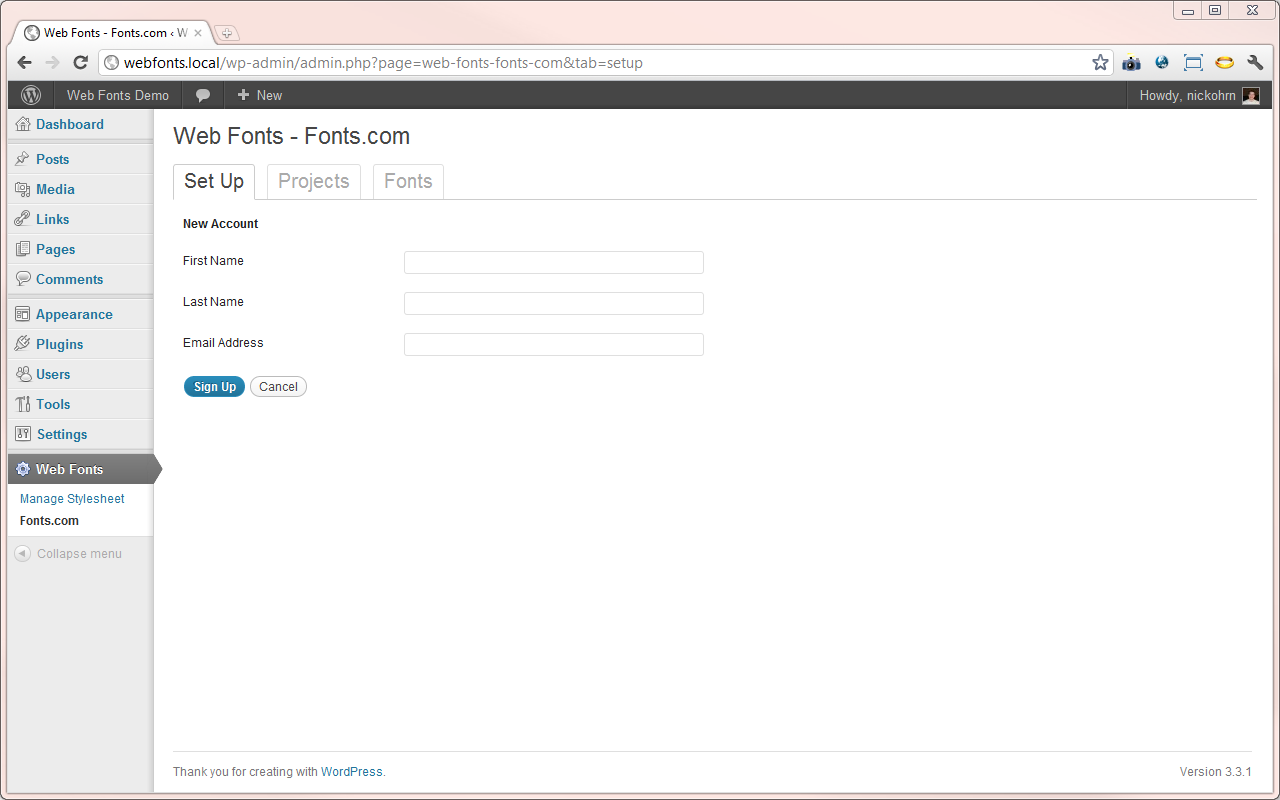 Web Fonts - Fonts.com ‹ W
webfonts.local/wp-admin/admin.php?page=web-fonts-fonts-com&tab=setup
Web Fonts Demo
New
Howdy, nickohrn
Dashboard
Posts
Media
Links
Pages
Comments
Appearance
Plugins
Users
Tools
Settings
Web Fonts
Manage Stylesheet
Fonts.com
Collapse menu
Web Fonts - Fonts.com
Set Up Projects Fonts
New Account
First Name
Last Name
Email Address
Sign Up Cancel
Thank you for creating with WordPress.
Version 3.3.1